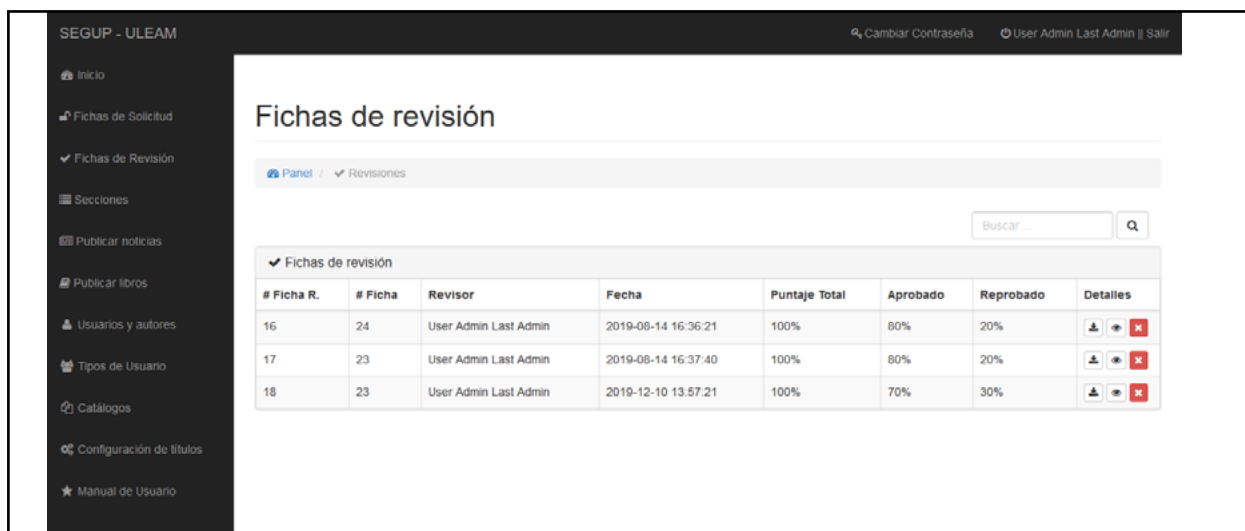 SEGUP - ULEAM
Cambiar Contraseña
User Admin Last Admin || Salir
Inicio
Fichas de Solicitud
Fichas de Revisión
Secciones
Publicar noticias
Publicar libros
Usuarios y autores
Tipos de Usuario
Catálogos
Configuración de títulos
Manual de Usuario
Fichas de revisión
Panel / Revisiones
Buscar ...
Fichas de revisión
# Ficha R. # Ficha Revisor Fecha Puntaje Total Aprobado Reprobado Detalles
16 24 User Admin Last Admin 2019-08-14 16:36:21 100% 80% 20%
17 23 User Admin Last Admin 2019-08-14 16:37:40 100% 80% 20%
18 23 User Admin Last Admin 2019-12-10 13:57:21 100% 70% 30%